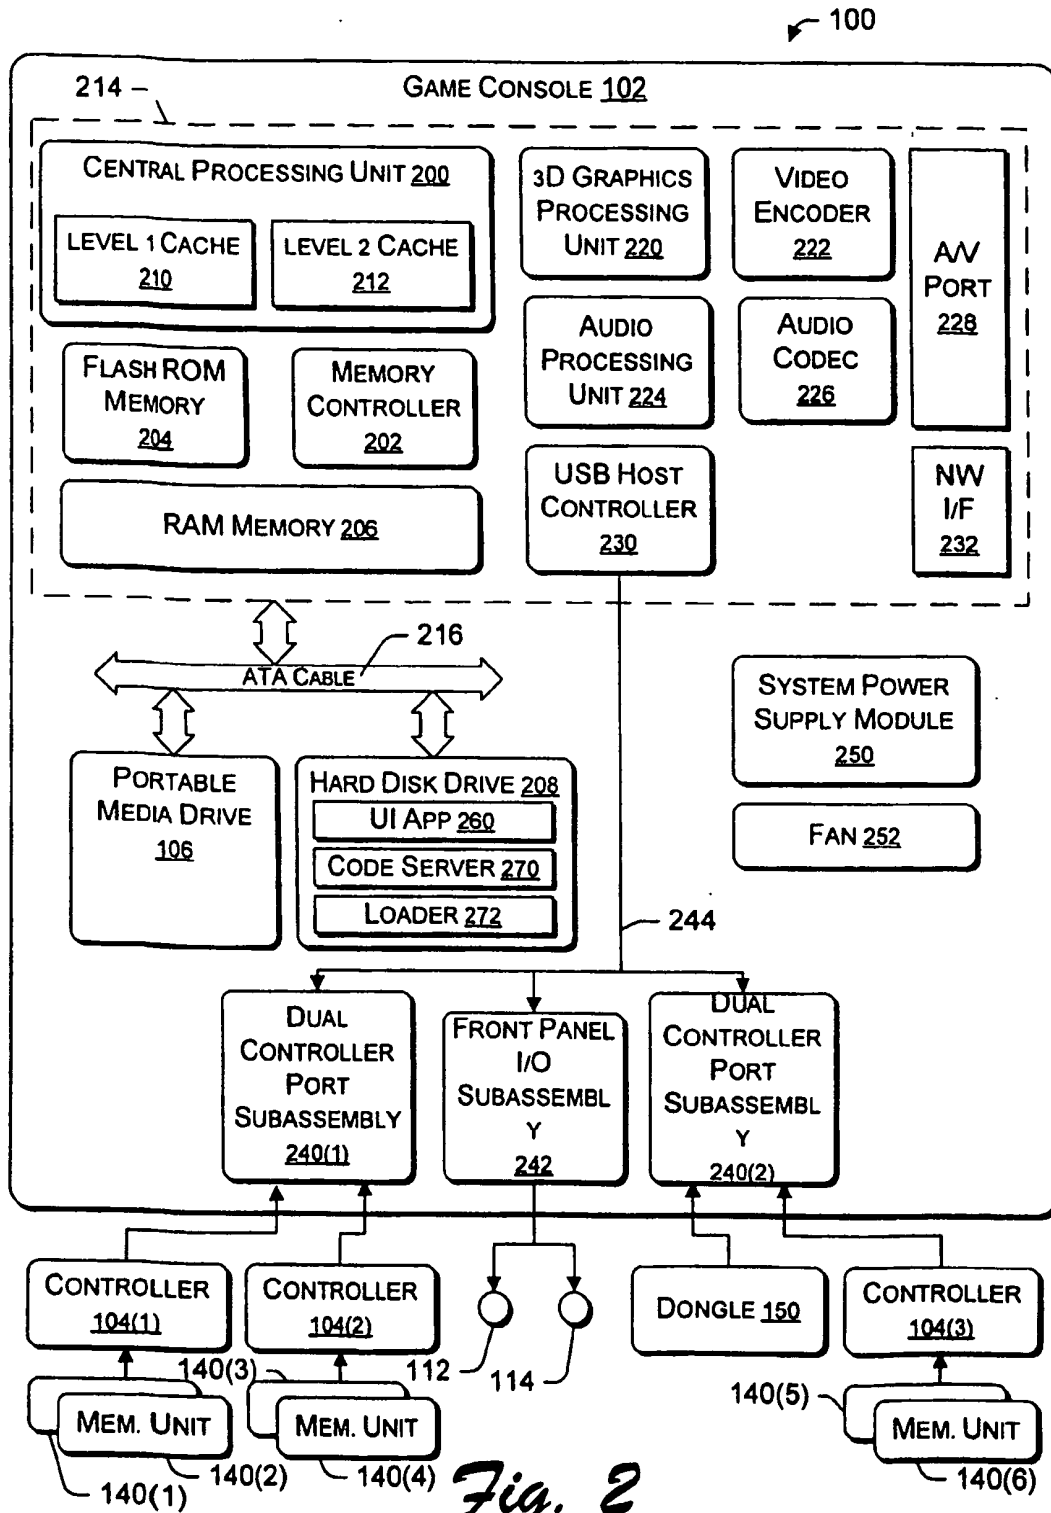 100
GAME CONSOLE 102
214
CENTRAL PROCESSING UNIT 200
LEVEL 1 CACHE
210
LEVEL 2 CACHE
212
3D GRAPHICS
PROCESSING
UNIT 220
VIDEO
ENCODER
222
A/V
PORT
228
FLASH ROM
MEMORY
204
MEMORY
CONTROLLER
202
AUDIO
PROCESSING
UNIT 224
AUDIO
CODEC
226
RAM MEMORY 206
USB HOST
CONTROLLER
230
NW
I/F
232
216
ATA CABLE
SYSTEM POWER
SUPPLY MODULE
250
PORTABLE
MEDIA DRIVE
106
HARD DISK DRIVE 208
UI APP 260
CODE SERVER 270
LOADER 272
FAN 252
244
DUAL
CONTROLLER
PORT
SUBASSEMBLY
240(1)
FRONT PANEL
I/O
SUBASSEMBL
Y
242
DUAL
CONTROLLER
PORT
SUBASSEMBL
Y
240(2)
CONTROLLER
104(1)
CONTROLLER
104(2)
112
114
DONGLE 150
CONTROLLER
104(3)
140(3)
140(5)
MEM. UNIT
MEM. UNIT
MEM. UNIT
140(1)
140(2)
140(4)
140(6)
Fig. 2